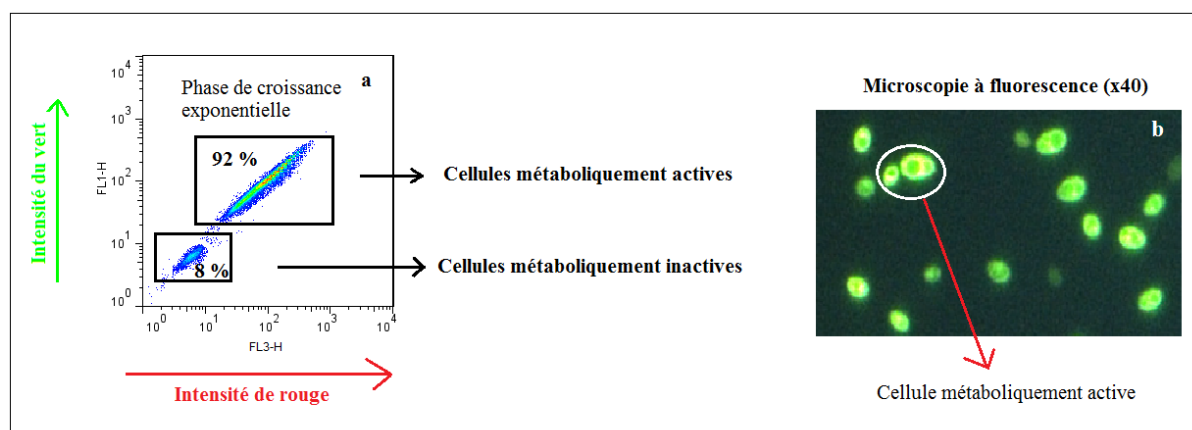 Phase de croissance
exponentielle
a
92 %
8 %
10^4
10^3
10^2
10^1
10^0
FL1-H
10^0 10^1 10^2 10^3 10^4
FL3-H
Intensité du vert
Intensité de rouge
Cellules métaboliquement actives
Cellules métaboliquement inactives
Microscopie à fluorescence (x40)
b
Cellule métaboliquement active